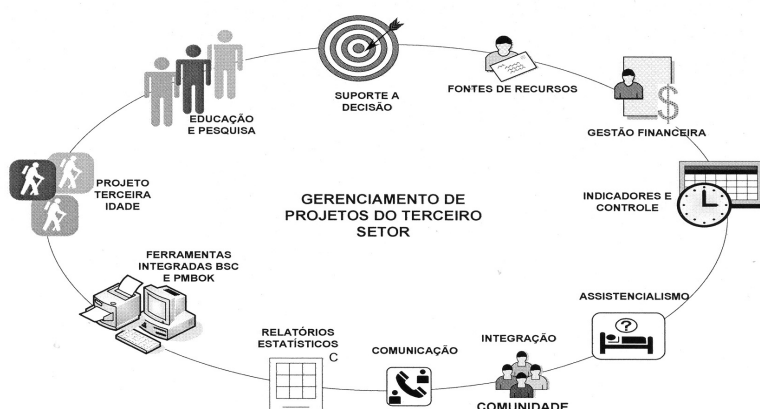 SUPORTE A
DECISÃO
FONTES DE RECURSOS
$
GESTÃO FINANCEIRA
INDICADORES E
CONTROLE
ASSISTENCIALISMO
?
INTEGRAÇÃO
COMUNIDADE
COMUNICAÇÃO
RELATÓRIOS
ESTATÍSTICOS
C
FERRAMENTAS
INTEGRADAS BSC
E PMBOK
PROJETO
TERCEIRA
IDADE
EDUCAÇÃO
E PESQUISA
GERENCIAMENTO DE
PROJETOS DO TERCEIRO
SETOR